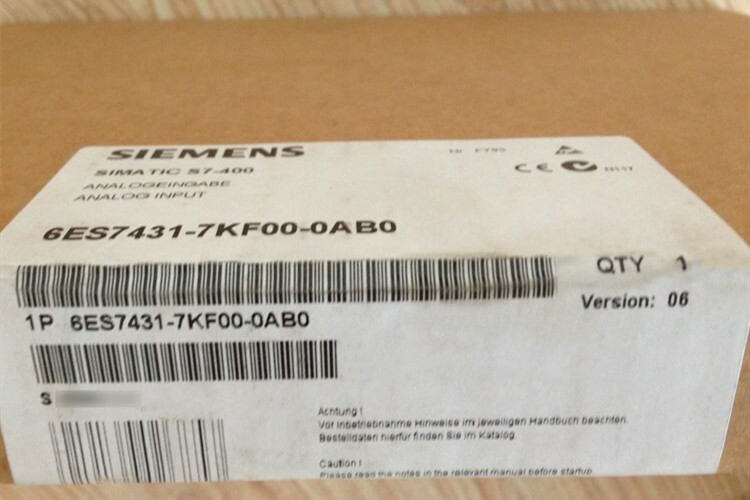 SIEMENS
SIMATIC S7-400
ANALOGEINGABE
ANALOG INPUT
6ES7431-7KF00-0AB0
QTY 1
Version: 06
1P 6ES7431-7KF00-0AB0
S
Achtung !
Vor Inbetriebnahme Hinweise im jeweiligen Handbuch beachten.
Bestelldaten hierfür finden Sie im Katalog.
Caution !
Please read the notes in the relevant manual before startup.